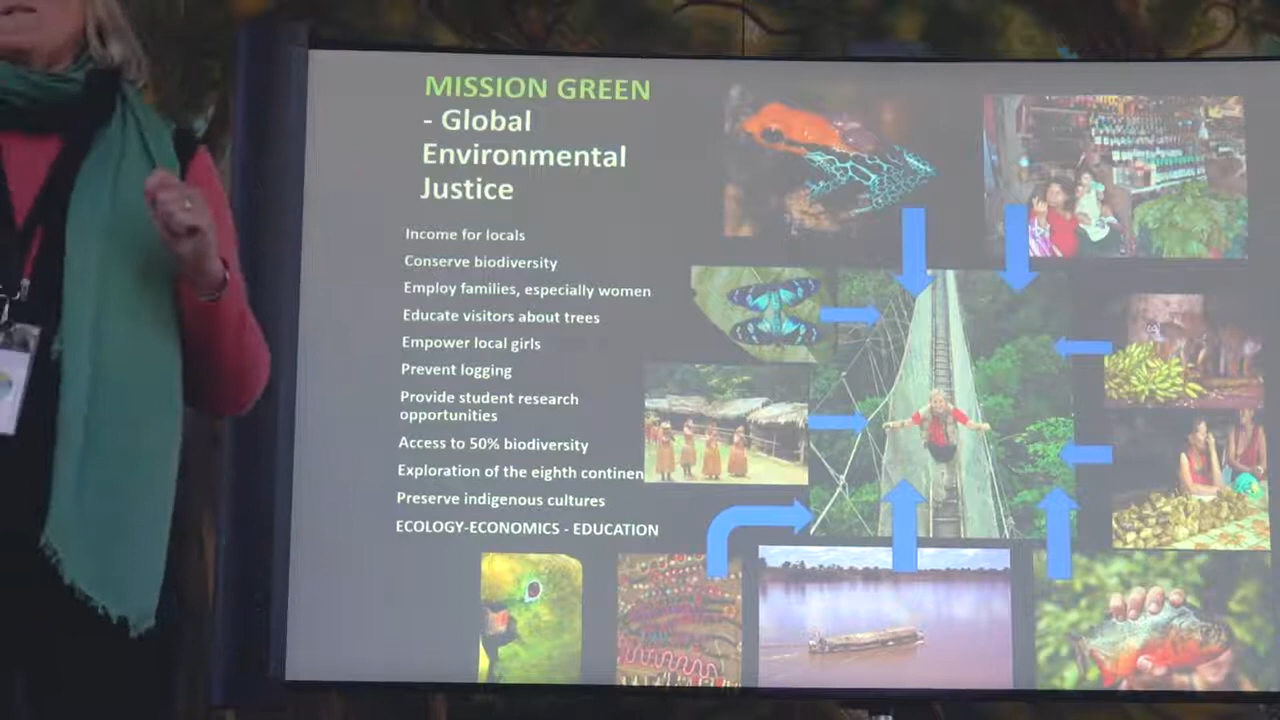 MISSION GREEN
- Global
Environmental
Justice
Income for locals
Conserve biodiversity
Employ families, especially women
Educate visitors about trees
Empower local girls
Prevent logging
Provide student research
opportunities
Access to 50% biodiversity
Exploration of the eighth continen
Preserve indigenous cultures
ECOLOGY-ECONOMICS - EDUCATION